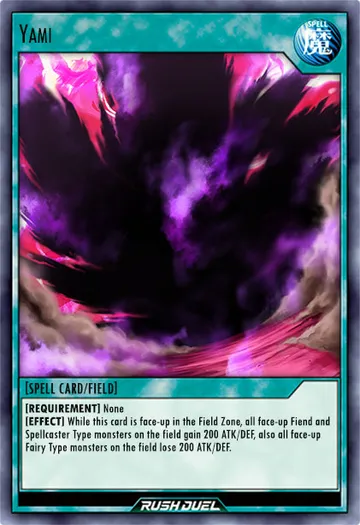 YAMI
SPELL
魔
[SPELL CARD/FIELD]
[REQUIREMENT] None
[EFFECT] While this card is face-up in the Field Zone, all face-up Fiend and
Spellcaster Type monsters on the field gain 200 ATK/DEF, also all face-up
Fairy Type monsters on the field lose 200 ATK/DEF.
RUSH DUEL